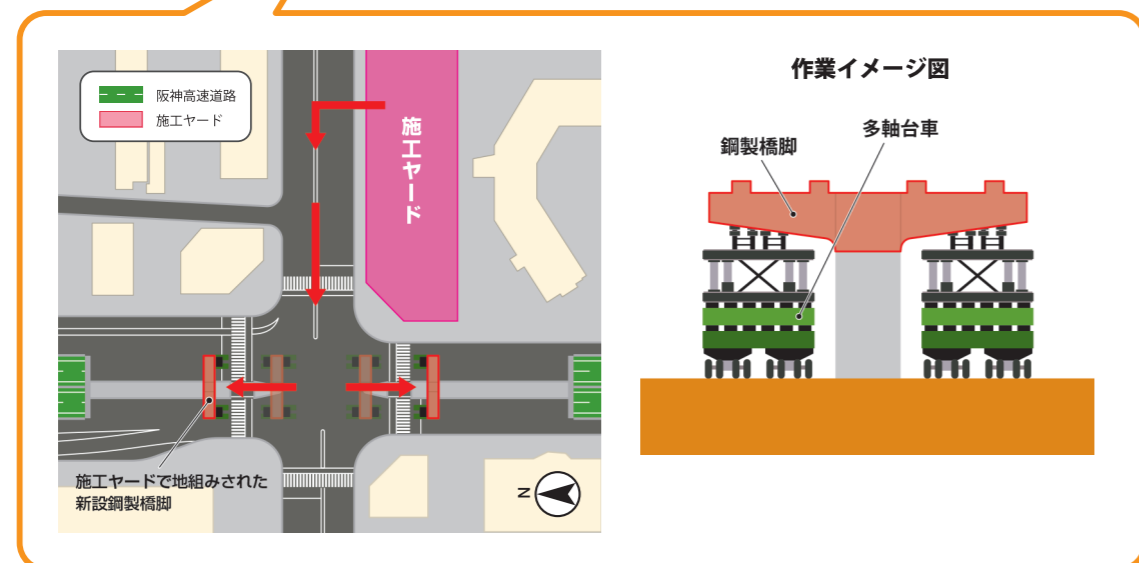 阪神高速道路
施工ヤード
施工ヤード
施工ヤードで地組みされた
新設鋼製橋脚
N
作業イメージ図
鋼製橋脚
多軸台車